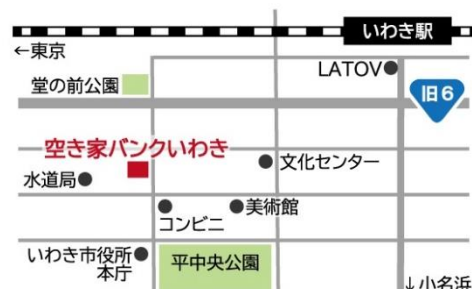 いわき駅
←東京
LATOV
堂の前公園
旧6
空き家バンクいわき
文化センター
水道局
美術館
コンビニ
いわき市役所
本庁
平中央公園
↓小名浜